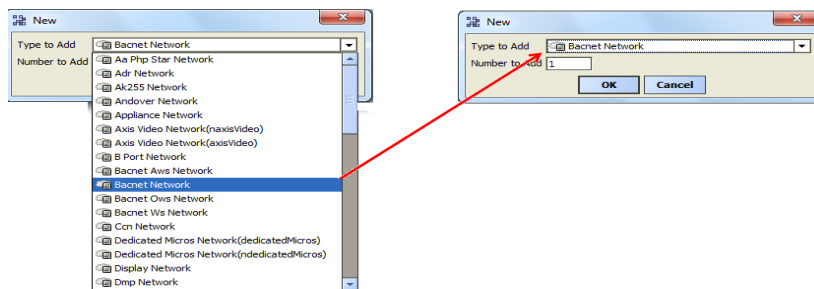 New
Type to Add Bacnet Network
Number to Add
Aa Php Star Network
Adr Network
Ak255 Network
Andover Network
Appliance Network
Axis Video Network(naxisVideo)
Axis Video Network(axisVideo)
B Port Network
Bacnet Aws Network
Bacnet Network
Bacnet Ows Network
Bacnet Ws Network
Ccn Network
Dedicated Micros Network(dedicatedMicros)
Dedicated Micros Network(ndedicatedMicros)
Display Network
Dmp Network
New
Type to Add Bacnet Network
Number to Add 1
OK Cancel